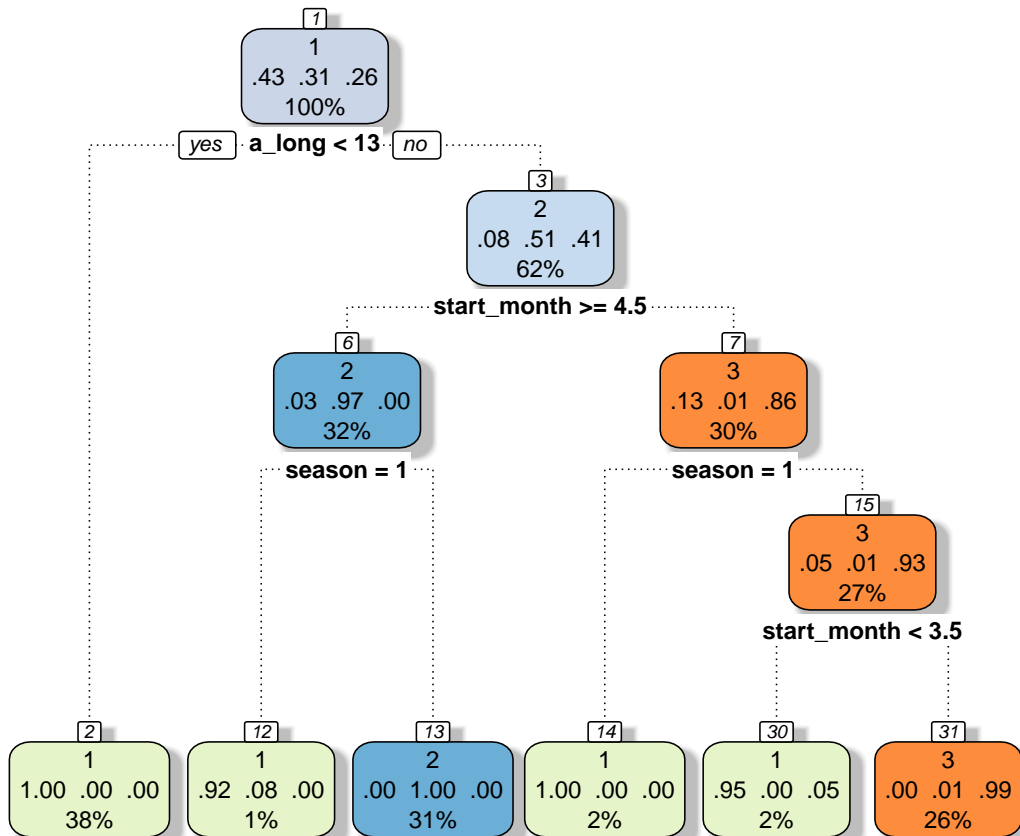 1
1
.43 .31 .26
100%
yes a_long < 13 no
3
2
.08 .51 .41
62%
start_month >= 4.5
6
2
.03 .97 .00
32%
season = 1
7
3
.13 .01 .86
30%
season = 1
15
3
.05 .01 .93
27%
start_month < 3.5
2
1
1.00 .00 .00
38%
12
1
.92 .08 .00
1%
13
2
.00 1.00 .00
31%
14
1
1.00 .00 .00
2%
30
1
.95 .00 .05
2%
31
3
.00 .01 .99
26%